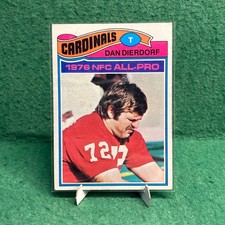 CARDINALS
T
DAN DIERDORF
1976 NFC ALL-PRO
72